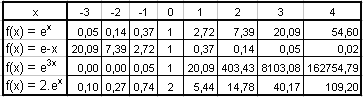 x -3 -2 -1 0 1 2 3 4
f(x) = e^x 0,05 0,14 0,37 1 2,72 7,39 20,09 54,60
f(x) = e-x 20,09 7,39 2,72 1 0,37 0,14 0,05 0,02
f(x) = e^3x 0,00 0,00 0,05 1 20,09 403,43 8103,08 162754,79
f(x) = 2.e^x 0,10 0,27 0,74 2 5,44 14,78 40,17 109,20